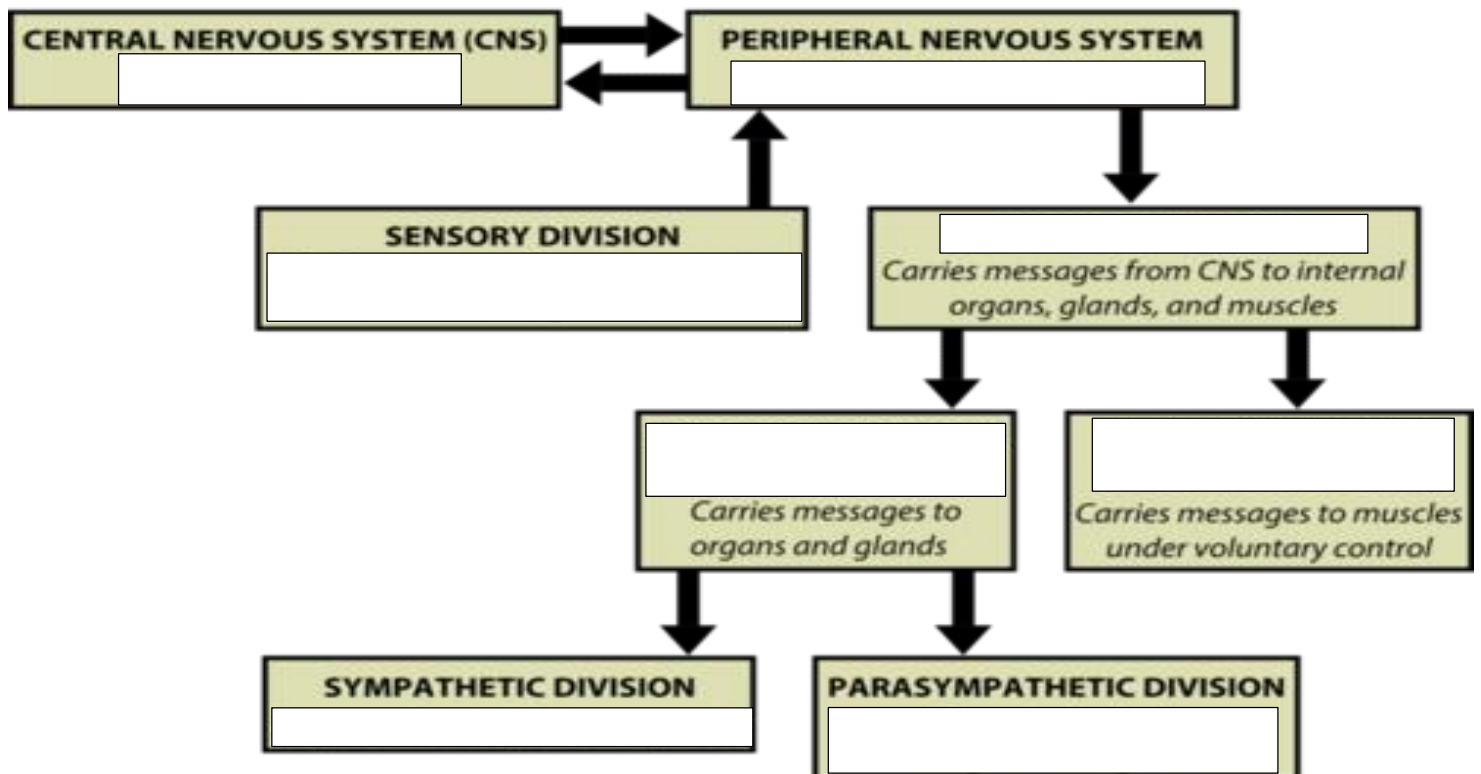 CENTRAL NERVOUS SYSTEM (CNS)
PERIPHERAL NERVOUS SYSTEM
SENSORY DIVISION
Carries messages from CNS to internal
organs, glands, and muscles
Carries messages to
organs and glands
Carries messages to muscles
under voluntary control
SYMPATHETIC DIVISION
PARASYMPATHETIC DIVISION